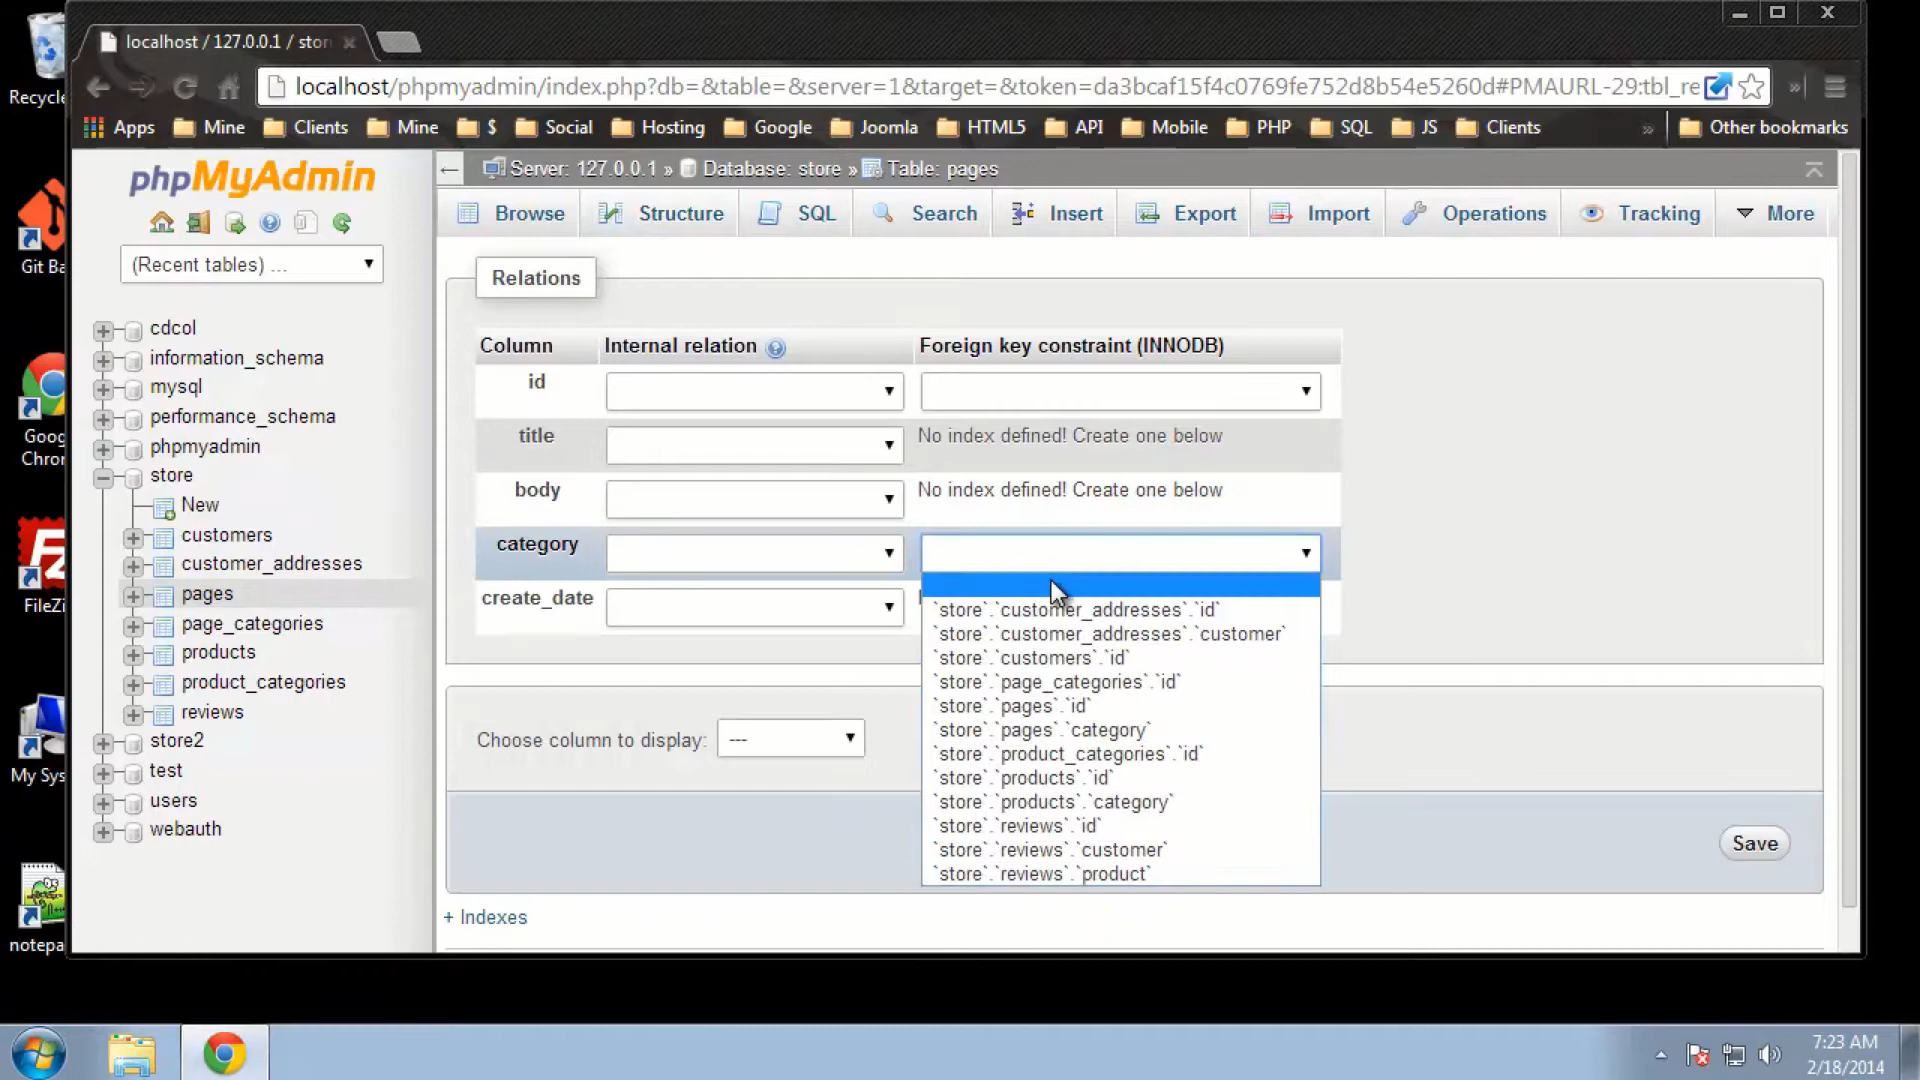 localhost / 127.0.0.1 / stor
localhost/phpmyadmin/index.php?db=&table=&server=1&target=&token=da3bcaf15f4c0769fe752d8b54e5260d#PMAURL-29:tbl_re
Apps Mine Clients Mine $ Social Hosting Google Joomla HTML5 API Mobile PHP SQL JS Clients » Other bookmarks
Recycle
Git Ba
Goog
Chron
FileZi
My Sys
notepa
phpMyAdmin
(Recent tables) ...
cdcol
information_schema
mysql
performance_schema
phpmyadmin
store
New
customers
customer_addresses
pages
page_categories
products
product_categories
reviews
store2
test
users
webauth
Server: 127.0.0.1 » Database: store » Table: pages
Browse Structure SQL Search Insert Export Import Operations Tracking More
Relations
Column Internal relation Foreign key constraint (INNODB)
id
title No index defined! Create one below
body No index defined! Create one below
category
create_date
`store`.`customer_addresses`.`id`
`store`.`customer_addresses`.`customer`
`store`.`customers`.`id`
`store`.`page_categories`.`id`
`store`.`pages`.`id`
`store`.`pages`.`category`
`store`.`product_categories`.`id`
`store`.`products`.`id`
`store`.`products`.`category`
`store`.`reviews`.`id`
`store`.`reviews`.`customer`
`store`.`reviews`.`product`
Choose column to display: ---
Save
+ Indexes
7:23 AM
2/18/2014